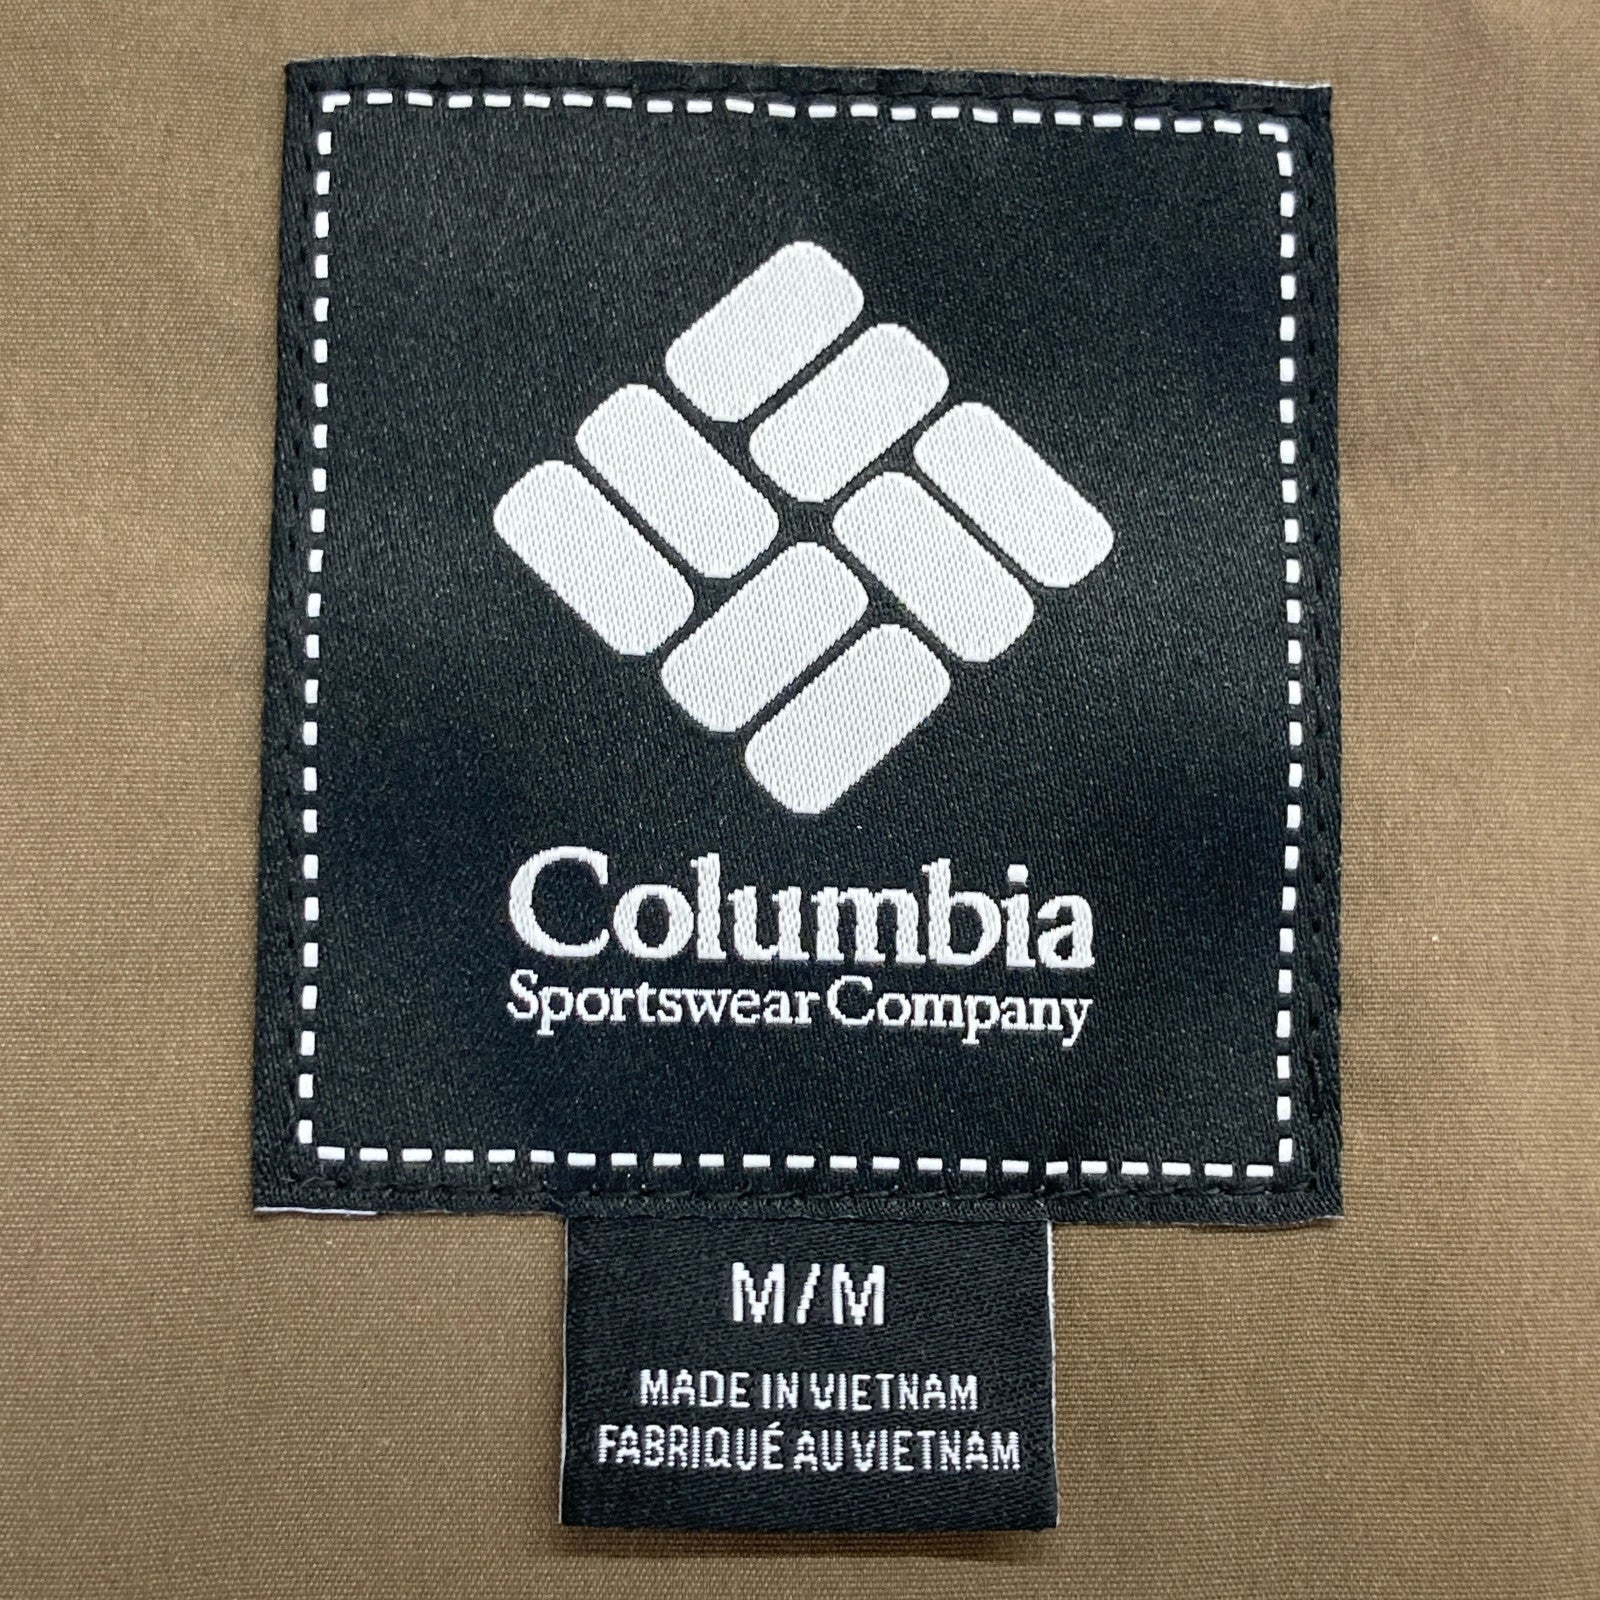 Columbia
Sportswear Company
M/M
MADE IN VIETNAM
FABRIQUÉ AU VIETNAM